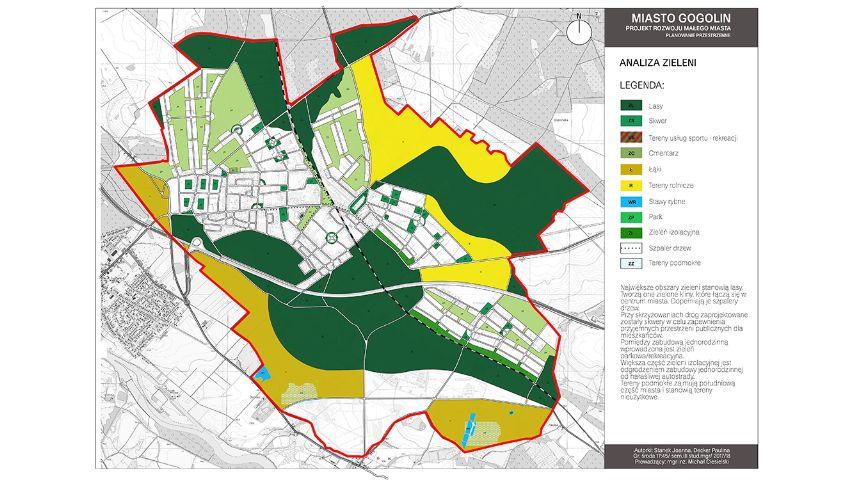 MIASTO GOGOLIN
PROJEKT ROZWOJU MAŁEGO MIASTA
PLANOWANIE PRZESTRZENNE
N
ANALIZA ZIELENI
LEGENDA:
ZL Lasy
Skwer
Tereny usług sportu i rekreacji
ZC Cmentarz
Ł Łąki
R Tereny rolnicze
WR Stawy rybne
ZP Park
ZI Zieleń izolacyjna
Szpaler drzew
ZZ Tereny podmokłe
Największe obszary zieleni stanowią lasy.
Tworzą one zielone kliny, które łączą się w
centrum miasta. Dopełniają je szpalery
drzew.
Przy skrzyżowaniach dróg zaprojektowane
zostały skwery w celu zapewnienia
przyjemnych przestrzeni publicznych dla
mieszkańców.
Pomiędzy zabudową jednorodzinną
wprowadzona jest zieleń
parkowa/rekreacyjna.
Większa część zieleni izolacyjnej jest
odgrodzeniem zabudowy jednorodzinnej
od hałaśliwej autostrady.
Tereny podmokłe zajmują południową
część miasta i stanowią tereny
nieużytkowe.
Autorki: Stanek Joanna, Decker Paulina
Gr. środa 17:45/ sem.III stud.mgr/ 2017/18
Prowadzący: mgr inż. Michał Ciesielski